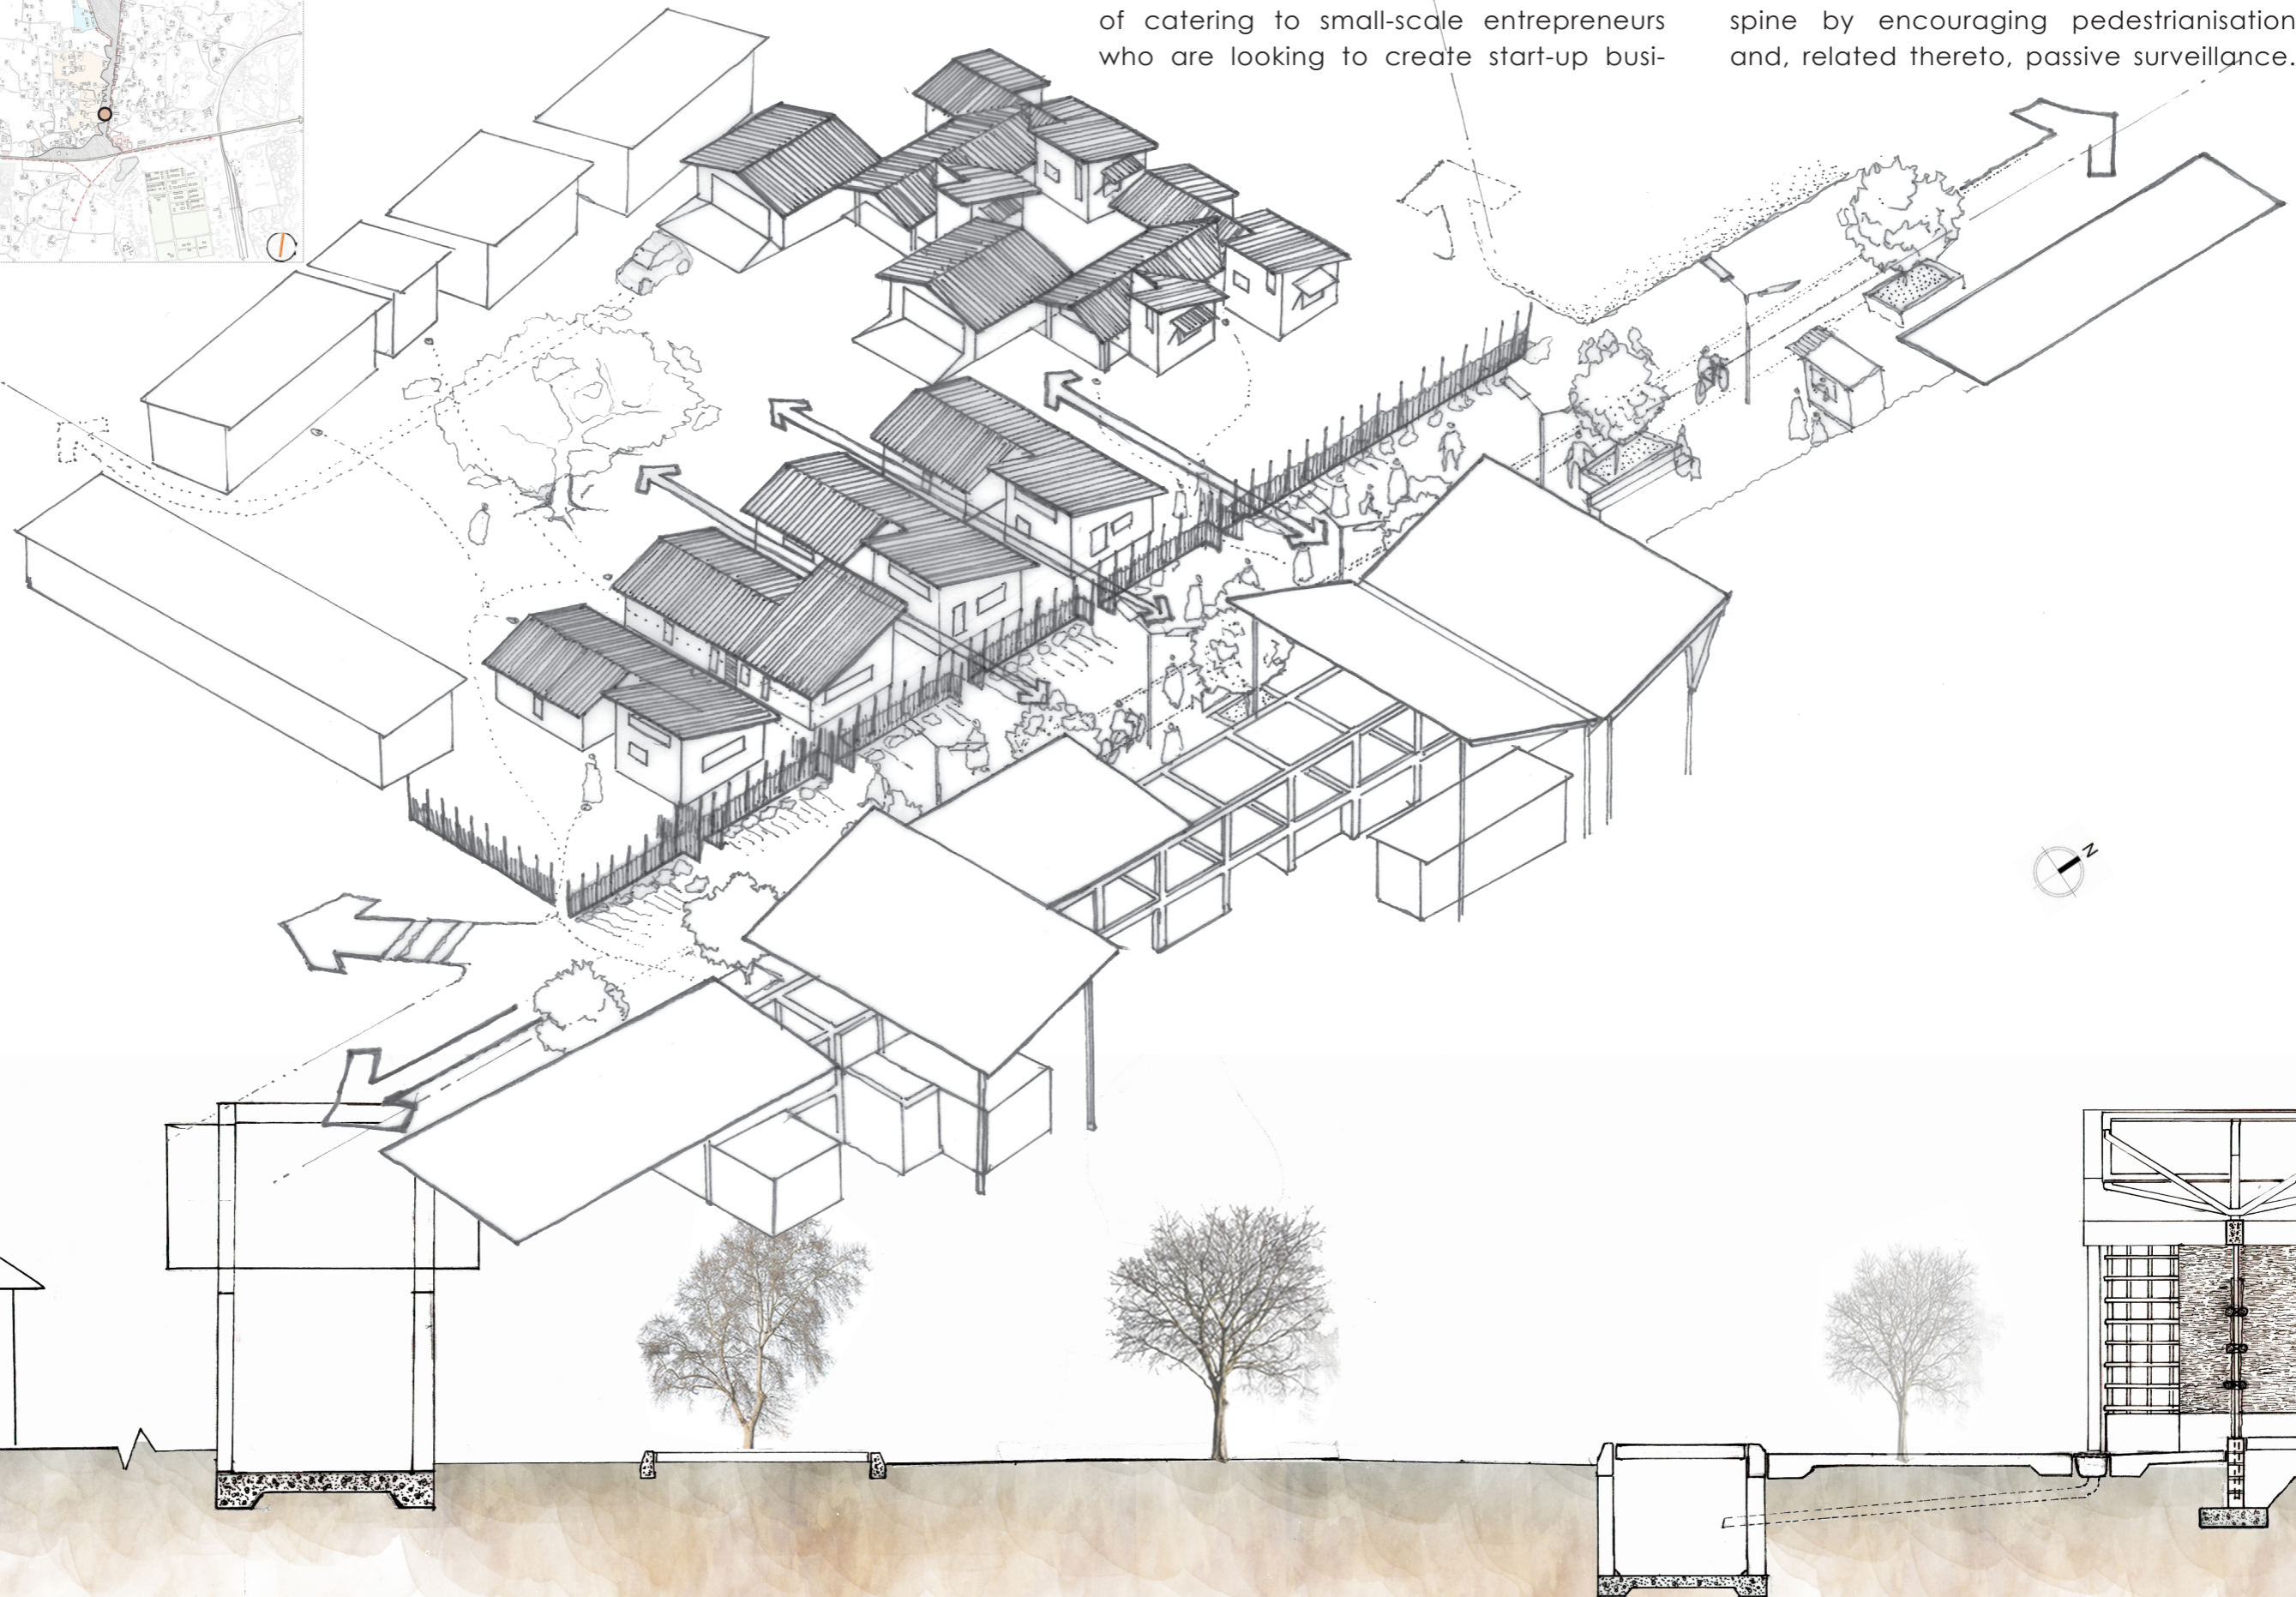 of catering to small-scale entrepreneurs
who are looking to create start-up busi-
spine by encouraging pedestrianisation
and, related thereto, passive surveillance.
N